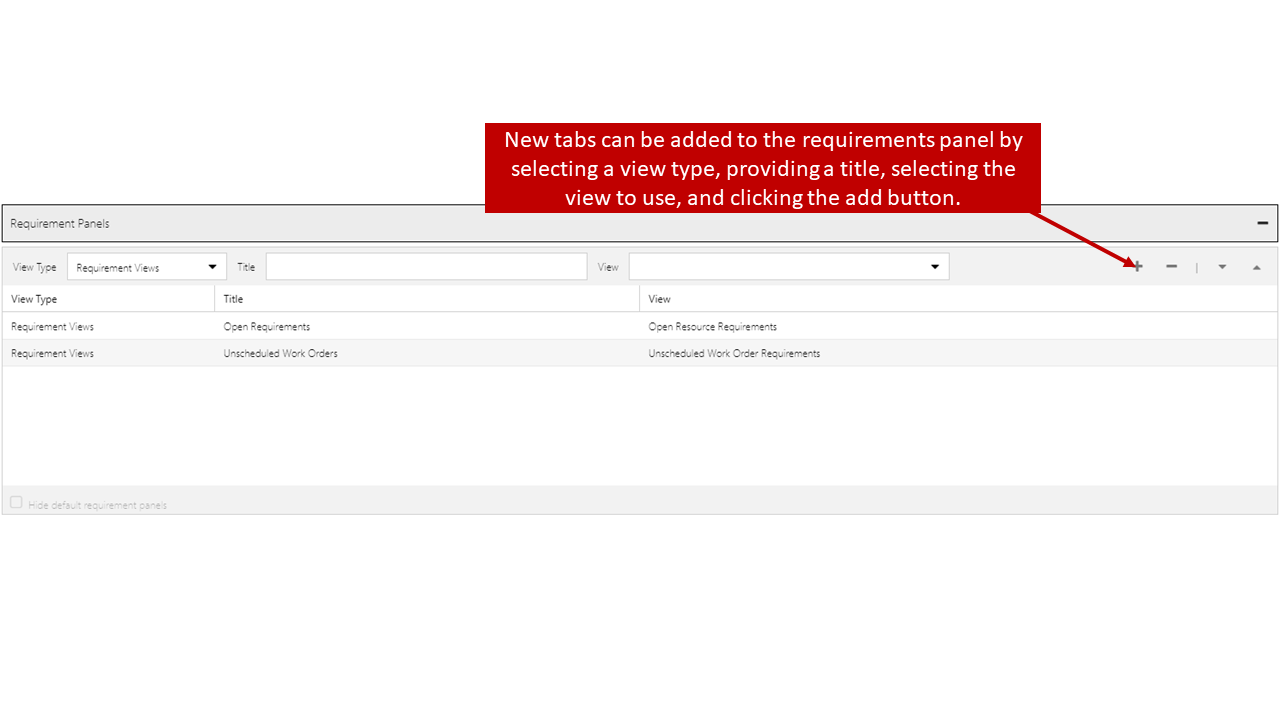 New tabs can be added to the requirements panel by
selecting a view type, providing a title, selecting the
view to use, and clicking the add button.
Requirement Panels
View Type Requirement Views Title View
View Type Title View
Requirement Views Open Requirements Open Resource Requirements
Requirement Views Unscheduled Work Orders Unscheduled Work Order Requirements
Hide default requirement panels